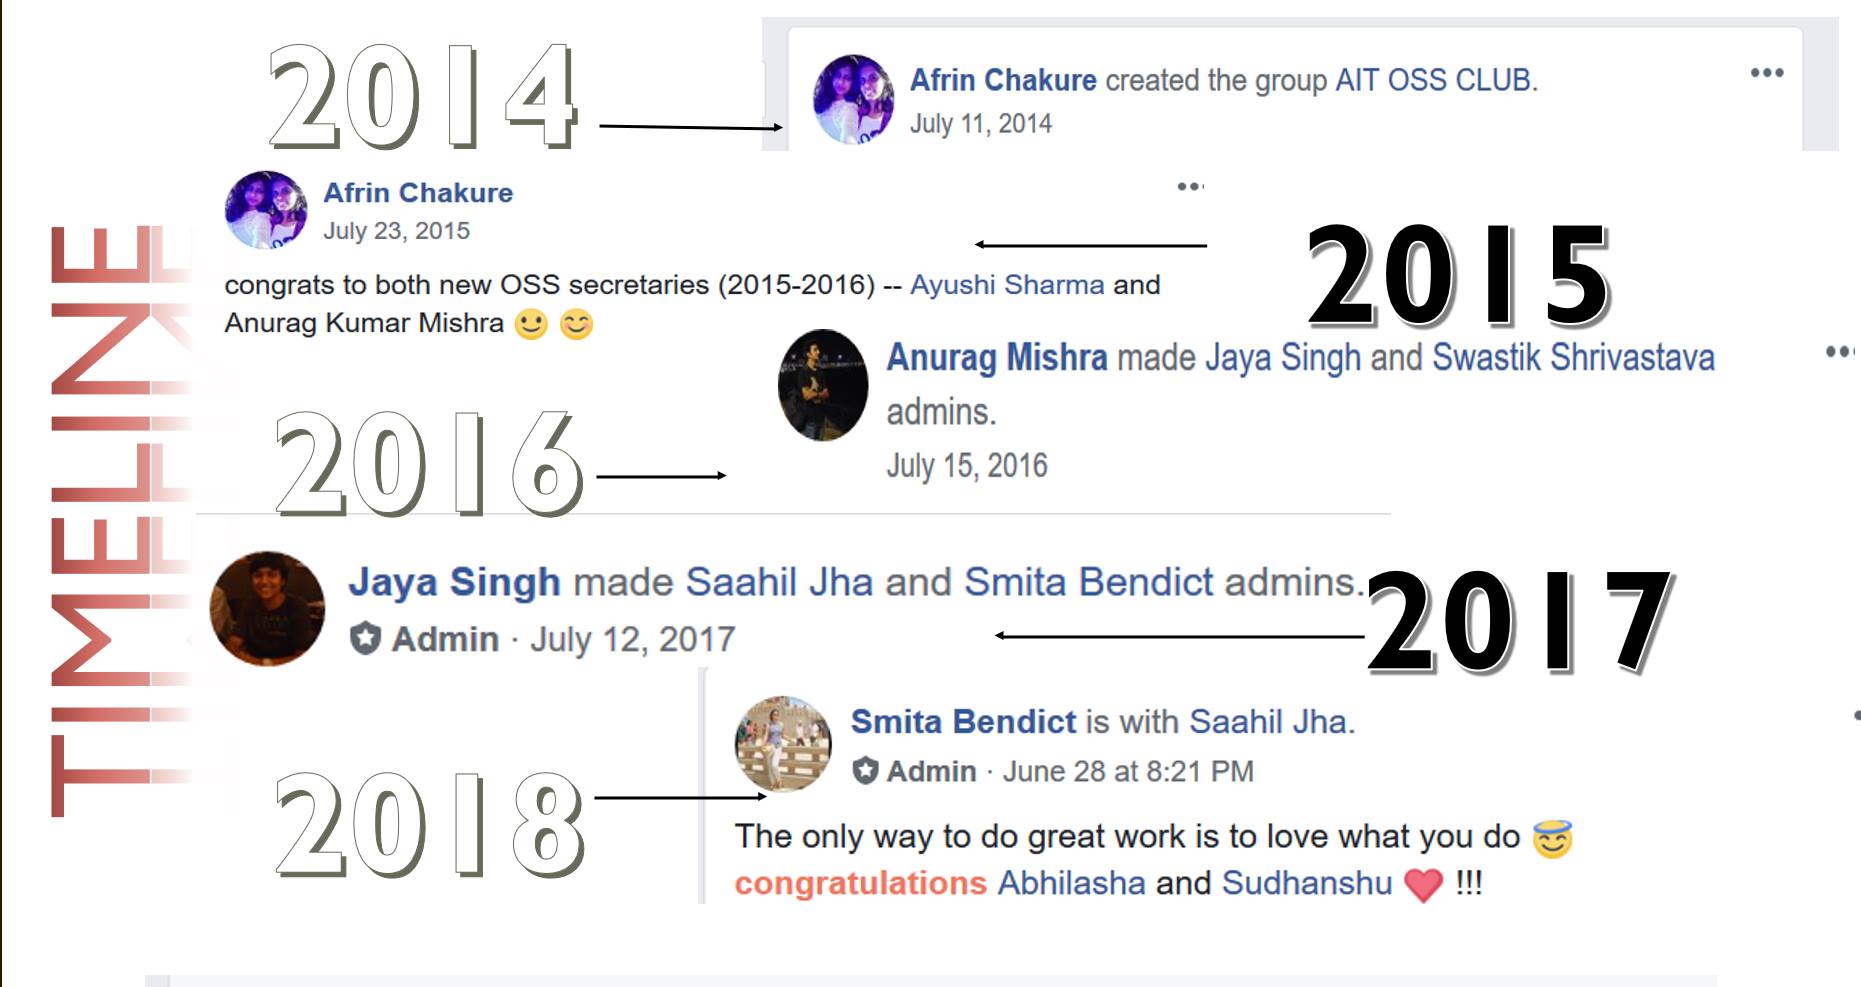 TIMELINE
2014
Afrin Chakure created the group AIT OSS CLUB.
July 11, 2014
Afrin Chakure
July 23, 2015
2015
congrats to both new OSS secretaries (2015-2016) -- Ayushi Sharma and
Anurag Kumar Mishra 🙂 😊
Anurag Mishra made Jaya Singh and Swastik Shrivastava
admins.
July 15, 2016
2016
Jaya Singh made Saahil Jha and Smita Bendict admins.
Admin · July 12, 2017
2017
Smita Bendict is with Saahil Jha.
Admin · June 28 at 8:21 PM
2018
The only way to do great work is to love what you do 😇
congratulations Abhilasha and Sudhanshu ❤️ !!!